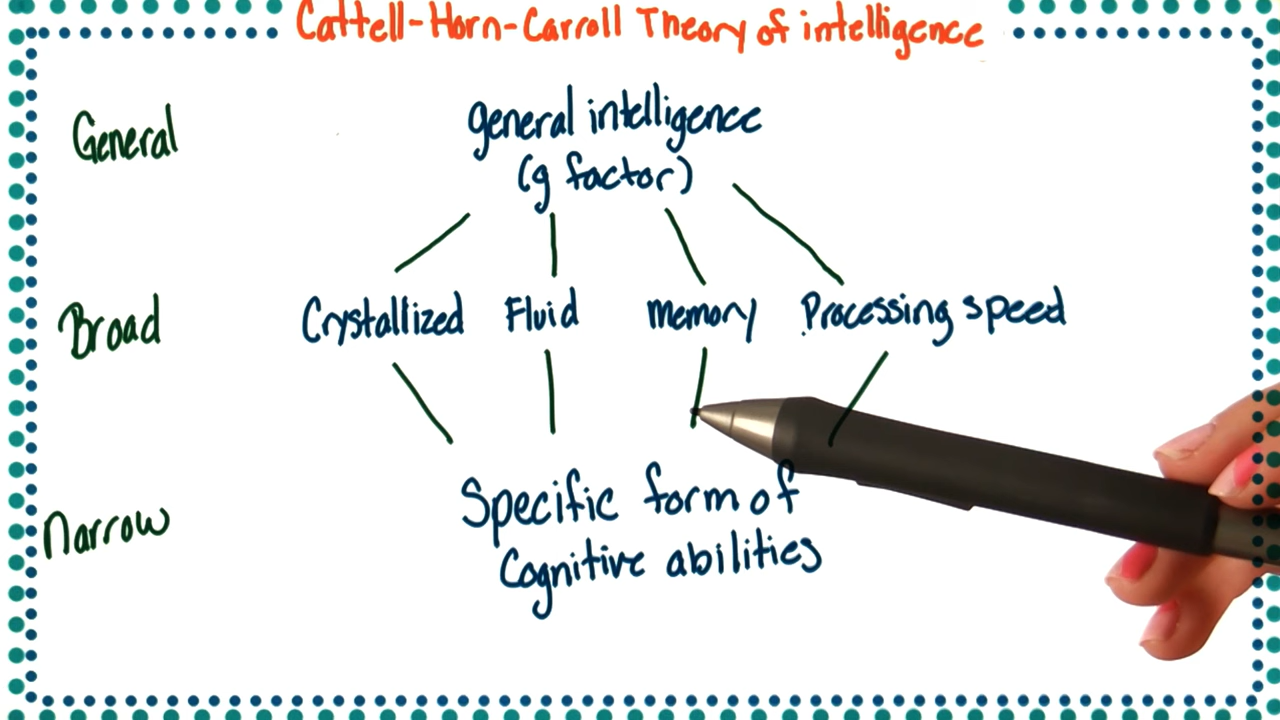 Cattell-Horn-Carroll Theory of intelligence
General
general intelligence
(g factor)
Broad
Crystallized Fluid memory Processing speed
narrow
Specific form of
Cognitive abilities